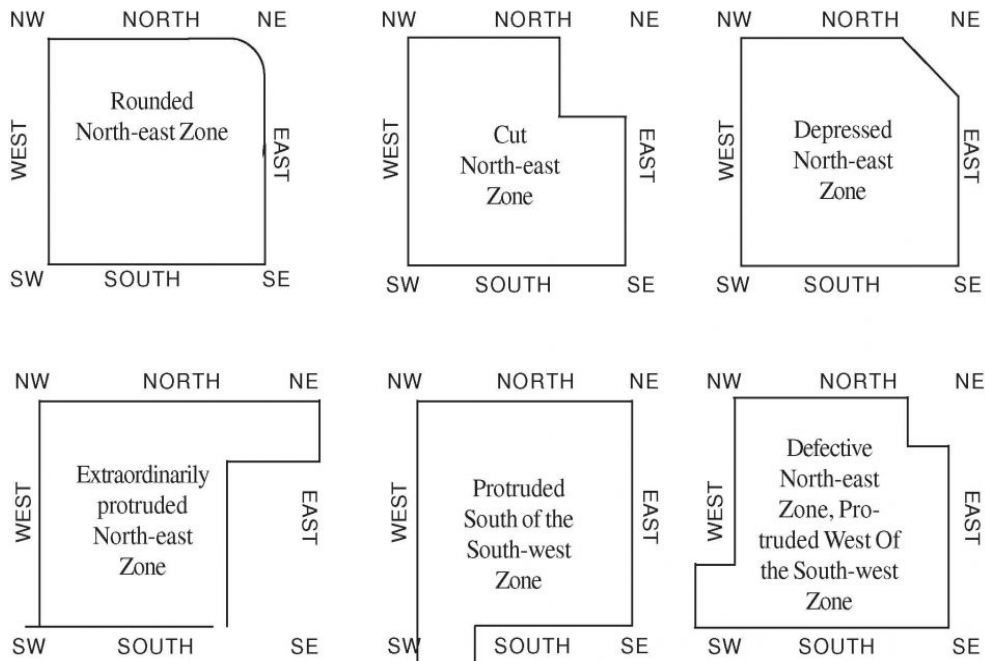 NW NORTH NE
WEST
Rounded
North-east Zone
EAST
SW SOUTH SE
NW NORTH NE
WEST
Cut
North-east
Zone
EAST
SW SOUTH SE
NW NORTH NE
WEST
Depressed
North-east
Zone
EAST
SW SOUTH SE
NW NORTH NE
WEST
Extraordinarily
protruded
North-east
Zone
EAST
SW SOUTH SE
NW NORTH NE
WEST
Protruded
South of the
South-west
Zone
EAST
SW SOUTH SE
NW NORTH NE
WEST
Defective
North-east
Zone, Pro-
truded West Of
the South-west
Zone
EAST
SW SOUTH SE